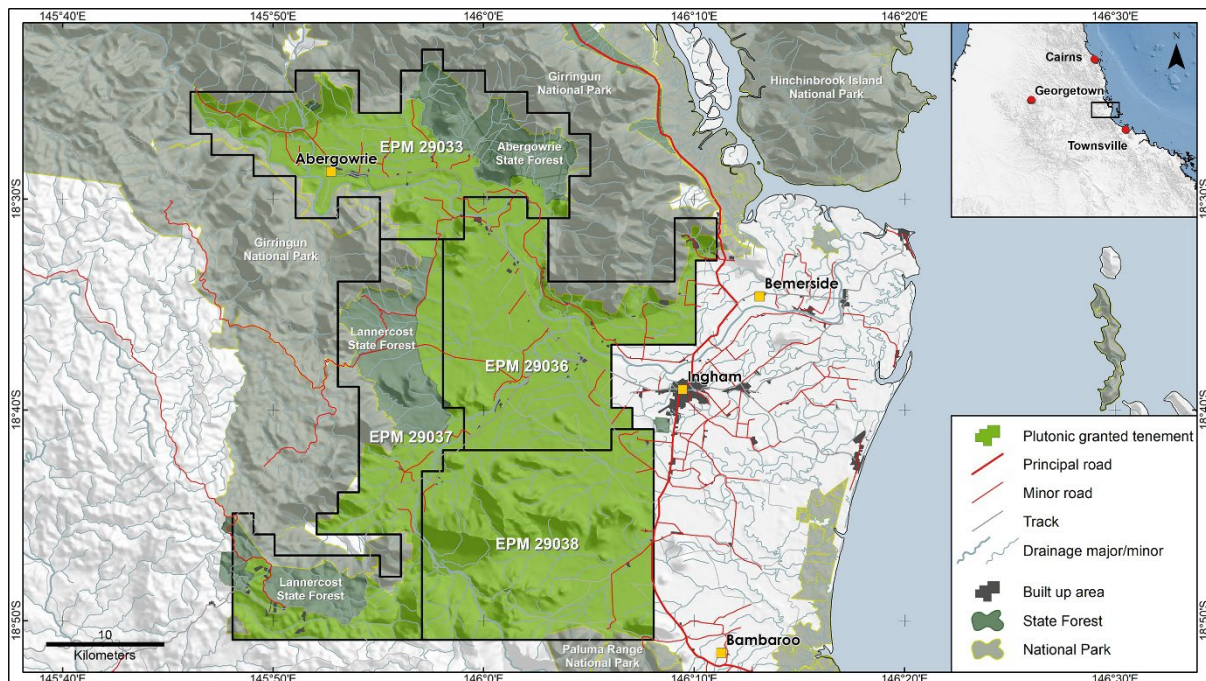 145°40'E
145°50'E
146°0'E
146°10'E
146°20'E
146°30'E
N
Cairns
Georgetown
Townsville
Girringun
National Park
Hinchinbrook Island
National Park
EPM 29033
Abergowrie
State Forest
Abergowrie
18°30'S
18°30'S
Girringun
National Park
Bemerside
Lannercost
State Forest
EPM 29036
Ingham
18°40'S
18°40'S
EPM 29037
EPM 29038
Lannercost
State Forest
18°50'S
18°50'S
10
Kilometers
Paluma Range
National Park
Bambaroo
Plutonic granted tenement
Principal road
Minor road
Track
Drainage major/minor
Built up area
State Forest
National Park
145°40'E
145°50'E
146°0'E
146°10'E
146°20'E
146°30'E